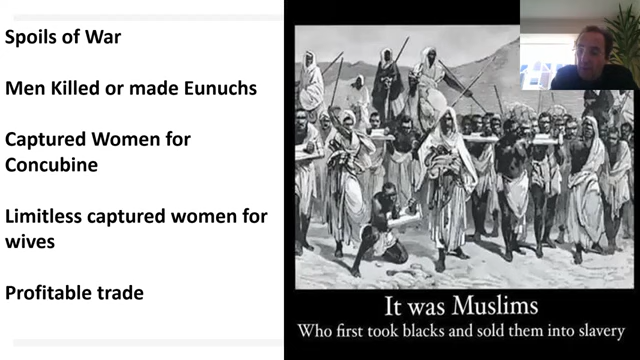 Spoils of War
Men Killed or made Eunuchs
Captured Women for
Concubine
Limitless captured women for
wives
Profitable trade
It was Muslims
Who first took blacks and sold them into slavery